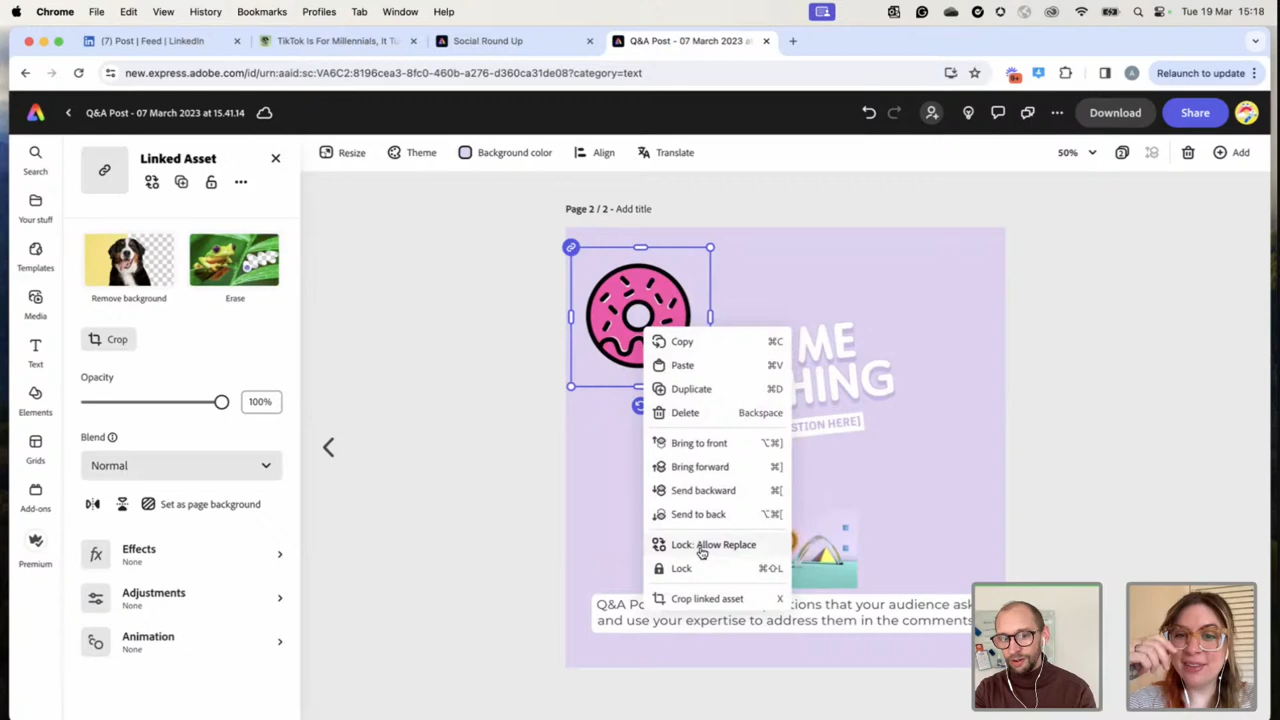 Chrome File Edit View History Bookmarks Profiles Tab Window Help Tue 19 Mar 15:18
(7) Post | Feed | LinkedIn TikTok Is For Millennials, It Tu Social Round Up Q&A Post - 07 March 2023 at
new.express.adobe.com/id/urn:aaid:sc:VA6C2:8196cea3-8fc0-460b-a276-d360ca31de08?category=text 9+ A Relaunch to update
Q&A Post - 07 March 2023 at 15.41.14 Download Share
Search
Your stuff
Templates
Media
Text
Elements
Grids
Add-ons
Premium
Linked Asset
Remove background Erase
Crop
Opacity
100%
Blend
Normal
Set as page background
Effects
None
Adjustments
None
Animation
None
Resize Theme Background color Align Translate 50% 2 Add
Page 2 / 2 - Add title
Copy ⌘C
Paste ⌘V
Duplicate ⌘D
Delete Backspace
Bring to front ⌥⌘]
Bring forward ⌘]
Send backward ⌘[
Send to back ⌥⌘[
Lock: Allow Replace
Lock ⌘⇧L
Crop linked asset X
ME
HING
STION HERE]
Q&A Po tions that your audience ask
and use your expertise to address them in the comments